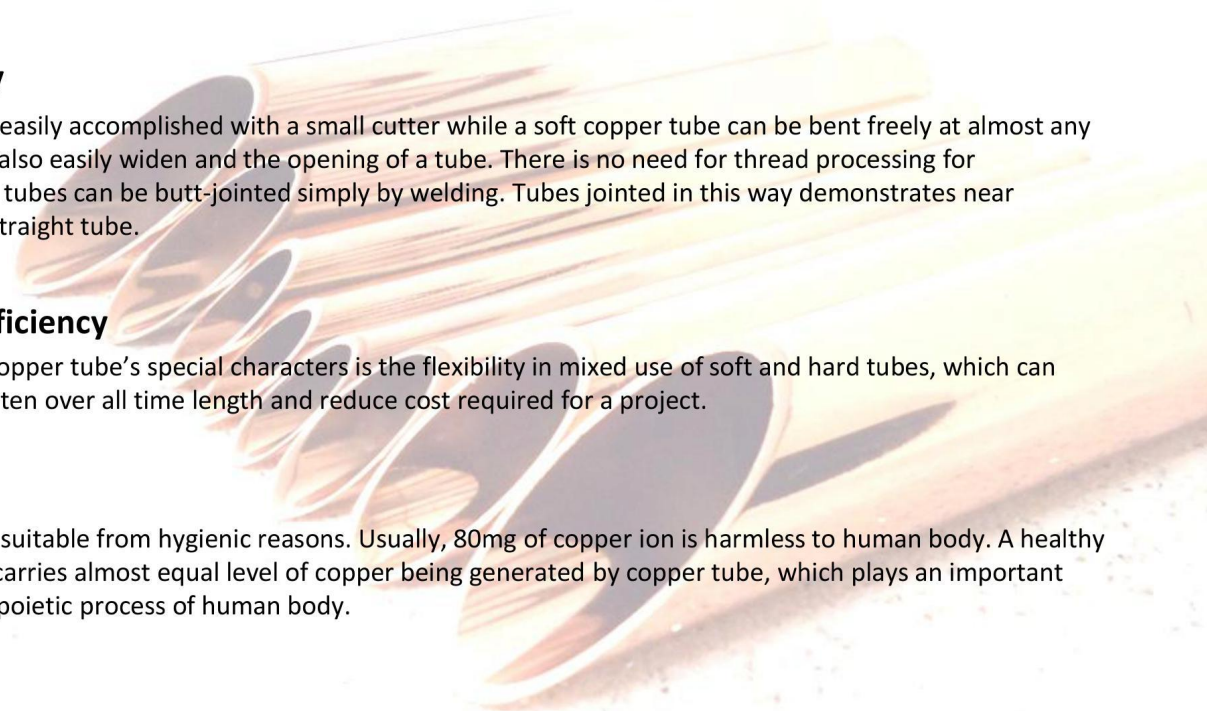 y
easily accomplished with a small cutter while a soft copper tube can be bent freely at almost any
also easily widen and the opening of a tube. There is no need for thread processing for
tubes can be butt-jointed simply by welding. Tubes jointed in this way demonstrates near
traight tube.
ficiency
opper tube’s special characters is the flexibility in mixed use of soft and hard tubes, which can
ten over all time length and reduce cost required for a project.
suitable from hygienic reasons. Usually, 80mg of copper ion is harmless to human body. A healthy
carries almost equal level of copper being generated by copper tube, which plays an important
poietic process of human body.